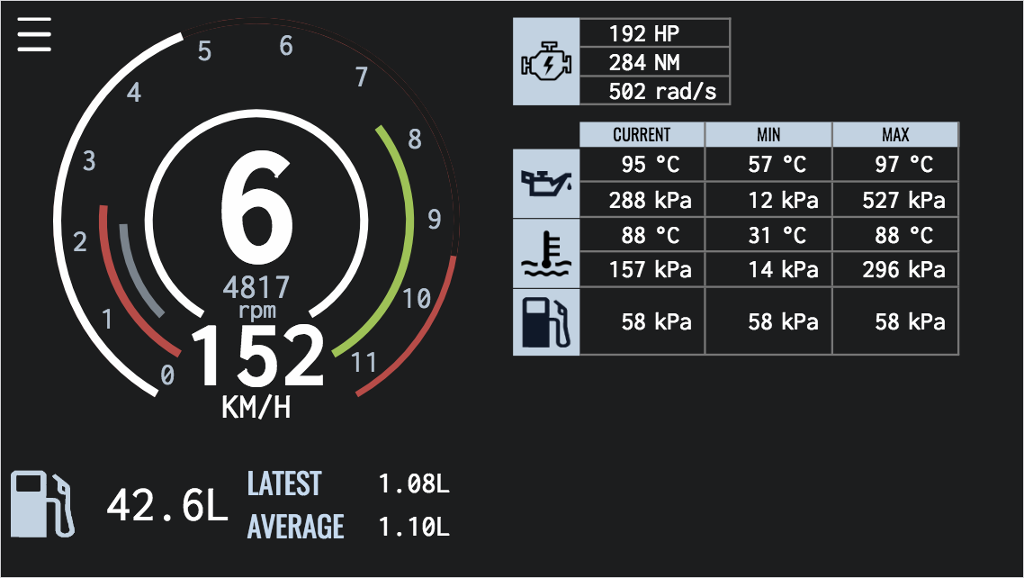 5 6
4 7
3 8
2 9
1 10
0 11
6
4817
rpm
152
KM/H
42.6L
LATEST 1.08L
AVERAGE 1.10L
192 HP
284 NM
502 rad/s
CURRENT MIN MAX
95 °C 57 °C 97 °C
288 kPa 12 kPa 527 kPa
88 °C 31 °C 88 °C
157 kPa 14 kPa 296 kPa
58 kPa 58 kPa 58 kPa